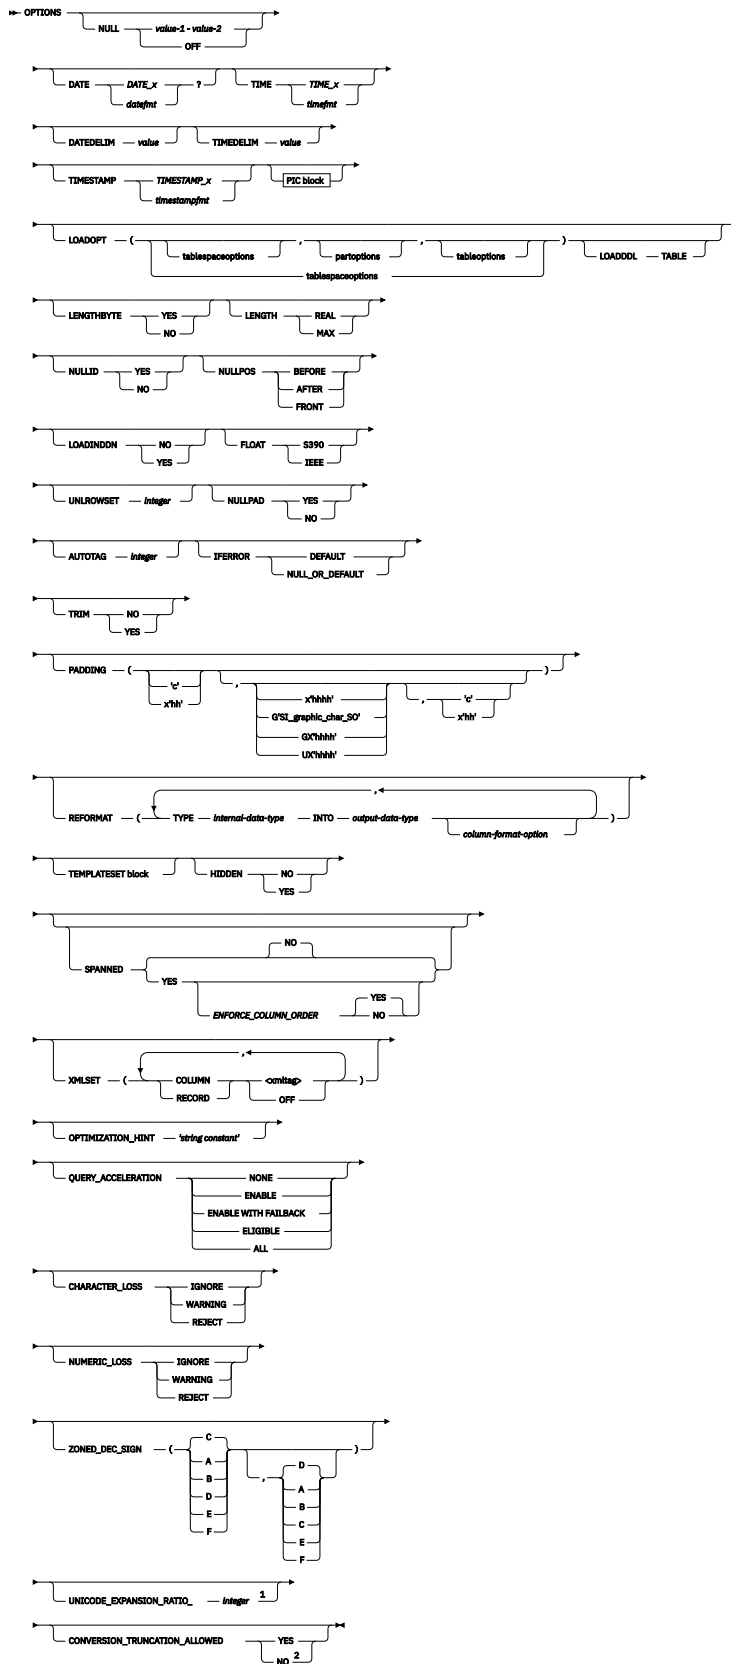 OPTIONS
NULL value-1 - value-2
OFF
DATE DATE_x ? TIME TIME_x
datefmt timefmt
DATEDELIM value TIMEDELIM value
TIMESTAMP TIMESTAMP_x PIC block
timestampfmt
LOADOPT ( tablespaceoptions , partoptions , tableoptions ) LOADDDL TABLE
tablespaceoptions
LENGTHBYTE YES LENGTH REAL
NO MAX
NULLID YES NULLPOS BEFORE
NO AFTER
FRONT
LOADINDDN NO FLOAT S390
YES IEEE
UNLROWSET integer NULLPAD YES
NO
AUTOTAG integer IFERROR DEFAULT
NULL_OR_DEFAULT
TRIM NO
YES
PADDING ( )
'c' ,
x'hh' x'hhhh' , 'c'
G'SI_graphic_char_SO' x'hh'
GX'hhhh'
UX'hhhh'
,
REFORMAT ( TYPE internal-data-type INTO output-data-type )
column-format-option
TEMPLATESET block HIDDEN NO
YES
NO
SPANNED
YES
YES
ENFORCE_COLUMN_ORDER NO
,
XMLSET ( COLUMN <xmltag> )
RECORD OFF
OPTIMIZATION_HINT 'string constant'
QUERY_ACCELERATION NONE
ENABLE
ENABLE WITH FAILBACK
ELIGIBLE
ALL
CHARACTER_LOSS IGNORE
WARNING
REJECT
NUMERIC_LOSS IGNORE
WARNING
REJECT
C
ZONED_DEC_SIGN ( )
A D
B , A
D B
E C
F E
F
UNICODE_EXPANSION_RATIO_ integer 1
CONVERSION_TRUNCATION_ALLOWED YES
NO 2